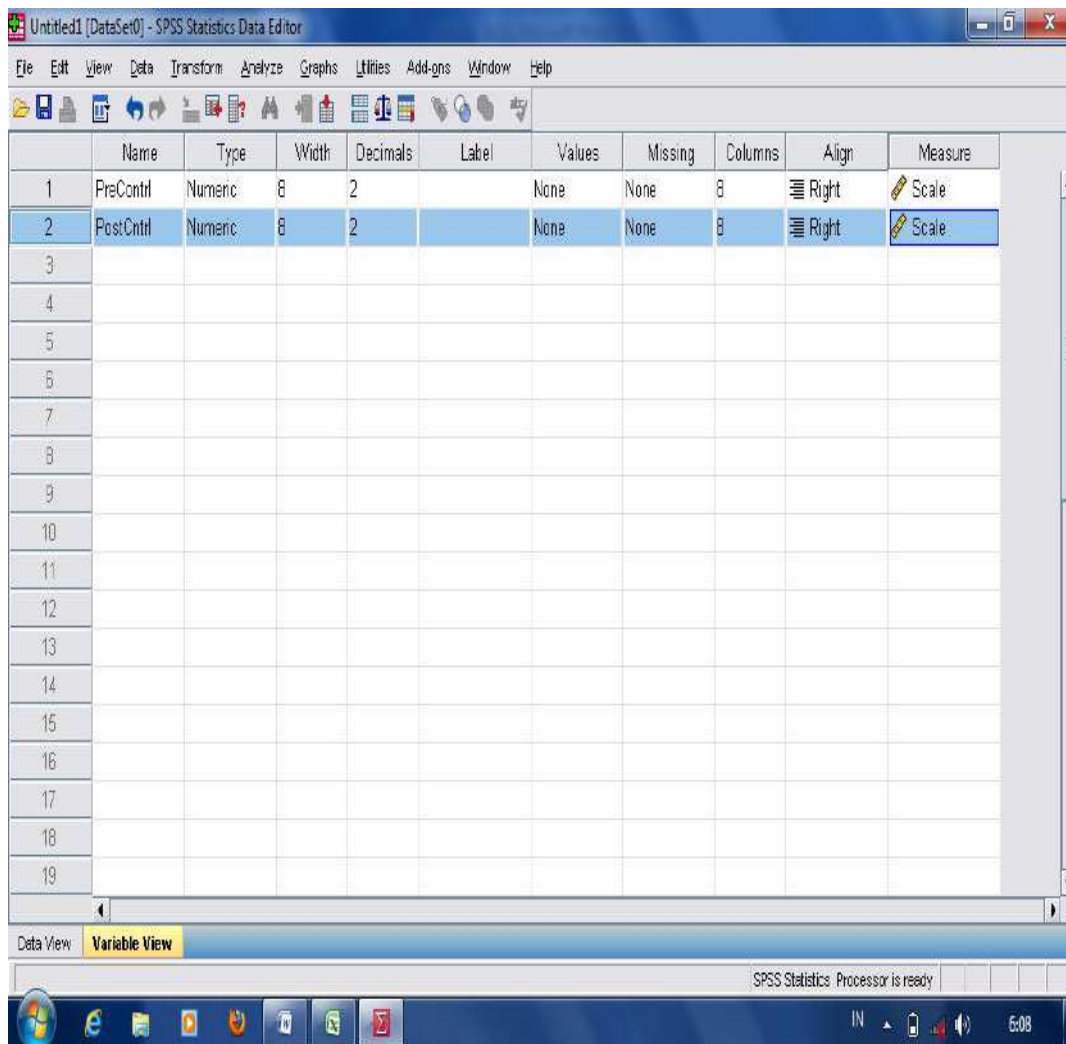 Untitled1 [DataSet0] - SPSS Statistics Data Editor
File Edit View Data Transform Analyze Graphs Utilities Add-ons Window Help
Name Type Width Decimals Label Values Missing Columns Align Measure
1 PreContrl Numeric 8 2 None None 8 Right Scale
2 PostCntrl Numeric 8 2 None None 8 Right Scale
3
4
5
6
7
8
9
10
11
12
13
14
15
16
17
18
19
Data View Variable View
SPSS Statistics Processor is ready
IN 6:08